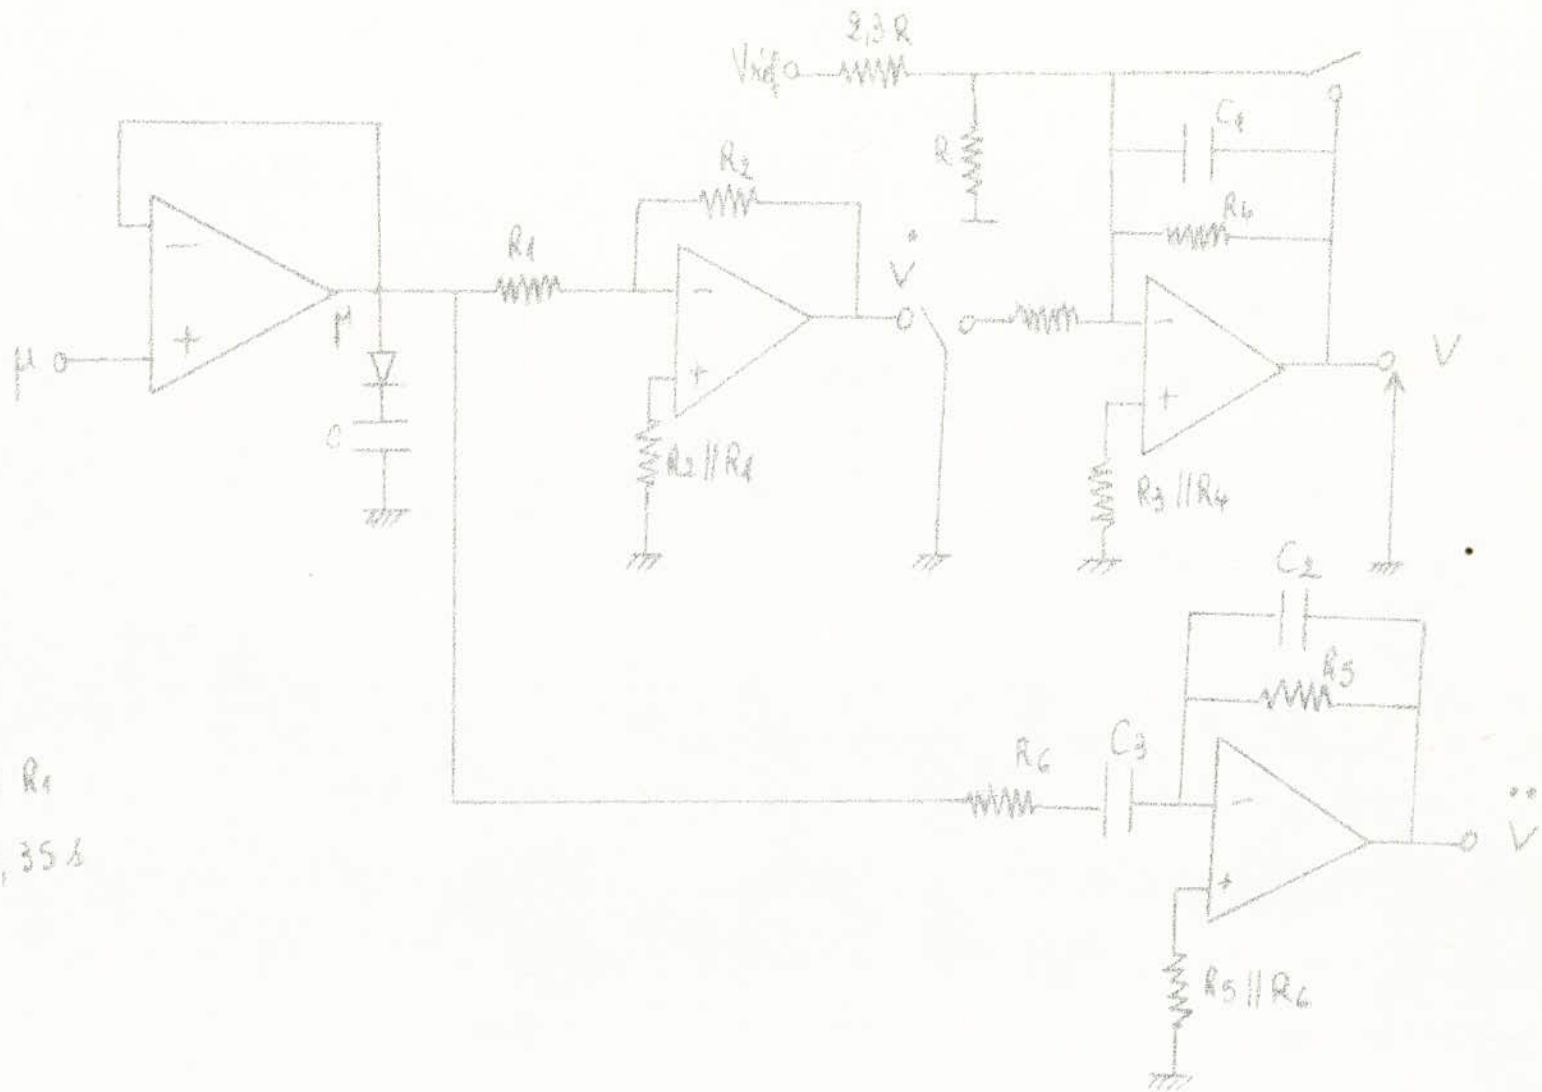 2,3 R
Vréf
C1
R
R2
R4
R1
V̇
−
−
−
μ
+
+
+
μ
V
C
R2 // R1
R3 // R4
C2
R5
R6
C3
−
V̈
R1
,35 s
+
R5 // R6